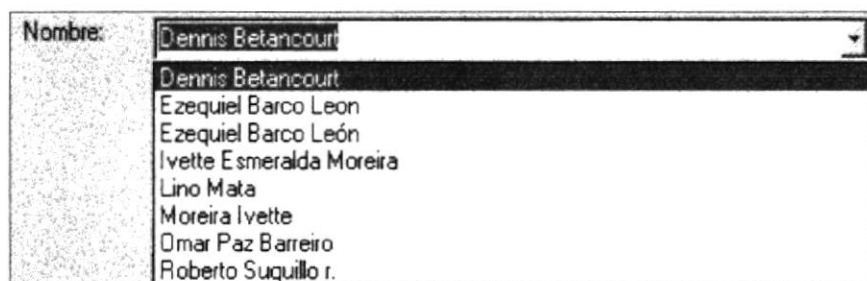 Nombre: Dennis Betancourt
Dennis Betancourt
Ezequiel Barco Leon
Ezequiel Barco León
Ivette Esmeralda Moreira
Lino Mata
Moreira Ivette
Omar Paz Barreiro
Roberto Suquillo r.